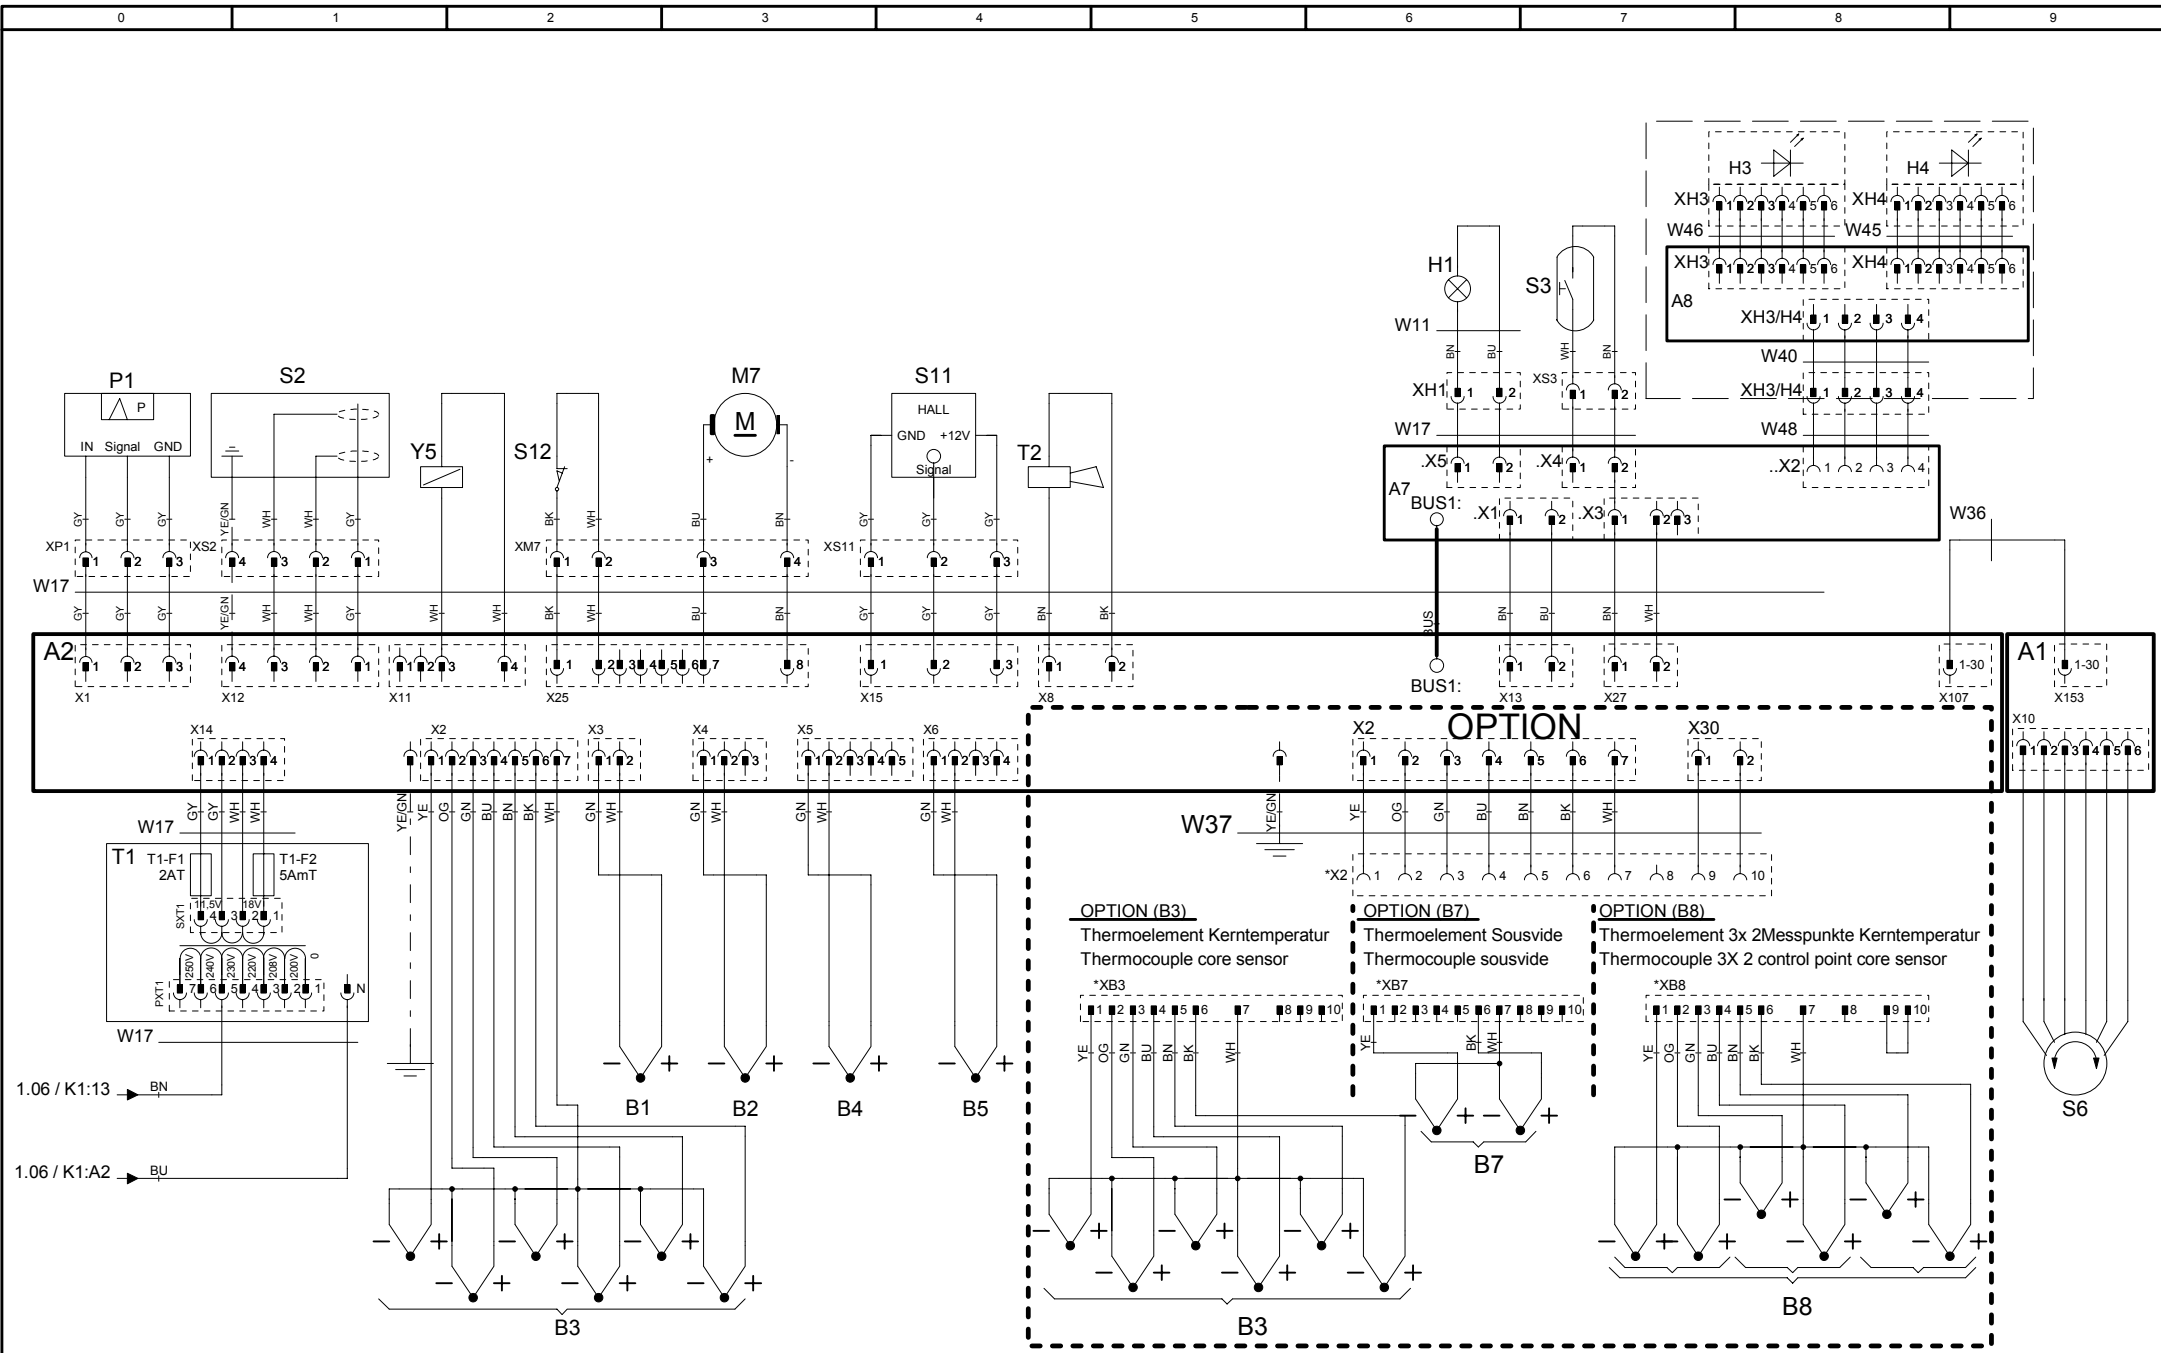 0 1 2 3 4 5 6 7 8 9
H3 H4
XH3 1 2 3 4 5 6 XH4 1 2 3 4 5 6
W46 W45
XH3 1 2 3 4 5 6 XH4 1 2 3 4 5 6
A8
XH3/H4 1 2 3 4
W40
XH3/H4 1 2 3 4
W48
H1 S3
W11
BN BU WH BN
XH1 1 2 XS3 1 2
W17
.X5 1 2 .X4 1 2 ..X2 1 2 3 4
A7
BUS1: .X1 1 2 .X3 1 2 3
W36
P1 S2 M7 S11
P
IN Signal GND
Y5 S12 M + - T2
HALL
GND +12V
Signal
GY GY GY YE/GN WH WH GY BK WH BU BN GY GY GY
XP1 1 2 3 XS2 4 3 2 1 XM7 1 2 3 4 XS11 1 2 3
W17
GY GY GY YE/GN WH WH GY WH WH BK WH BU BN GY GY GY BN BK BUS BN BU BN WH
A2 1 2 3 4 3 2 1 1 2 3 4 1 2 3 4 5 6 7 8 1 2 3 1 2 1 2 1 2 1-30 A1 1-30
X1 X12 X11 X25 X15 X8 BUS1: X13 X27 X107 X153
OPTION
X14 X2 X3 X4 X5 X6 X2 X30 X10
1 2 3 4 1 2 3 4 5 6 7 1 2 1 2 3 1 2 3 4 5 1 2 3 4 1 2 3 4 5 6 7 1 2 1 2 3 4 5 6
GY GY WH WH YE/GN YE OG GN BU BN BK WH GN WH GN WH GN WH GN WH YE/GN YE OG GN BU BN BK WH
W17 W37
T1 T1-F1 2AT T1-F2 5AmT
*X2 1 2 3 4 5 6 7 8 9 10
11,5V 18V
SXT1 4 3 2 1
250V 240V 230V 220V 208V 200V 0
PXT1 7 6 5 4 3 2 1 N
W17
OPTION (B3)
Thermoelement Kerntemperatur
Thermocouple core sensor
*XB3
1 2 3 4 5 6 7 8 9 10
YE OG GN BU BN BK WH
OPTION (B7)
Thermoelement Sousvide
Thermocouple sousvide
*XB7
1 2 3 4 5 6 7 8 9 10
YE BK WH
OPTION (B8)
Thermoelement 3x 2Messpunkte Kerntemperatur
Thermocouple 3X 2 control point core sensor
*XB8
1 2 3 4 5 6 7 8 9 10
YE OG GN BU BN BK WH
1.06 / K1:13 BN
1.06 / K1:A2 BU
- + - + - + - +
B1 B2 B4 B5
- + - +
B7
S6
- + - + - + - + - + - +
B3
- + - + - + - + - + - +
B3
- + - + - + - + - + - +
B8